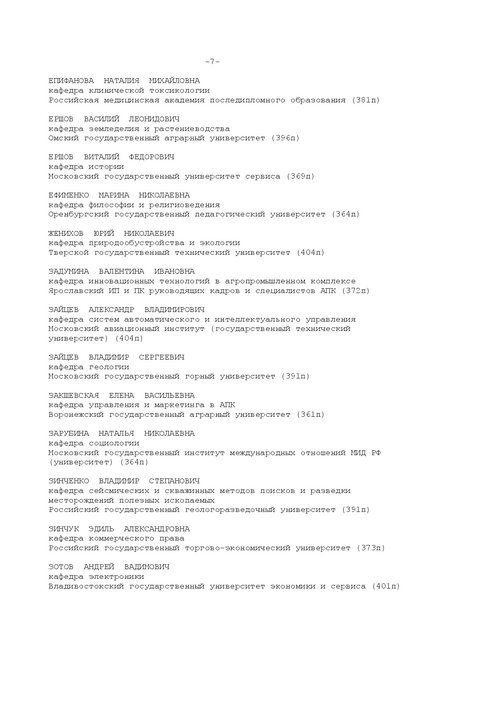 -7-
ЕПИФАНОВА НАТАЛИЯ МИХАЙЛОВНА
кафедра клинической токсикологии
Российская медицинская академия последипломного образования (381п)
ЕРШОВ ВАСИЛИЙ ЛЕОНИДОВИЧ
кафедра земледелия и растениеводства
Омский государственный аграрный университет (396п)
ЕРШОВ ВИТАЛИЙ ФЕДОРОВИЧ
кафедра истории
Московский государственный университет сервиса (369п)
ЕФИМЕНКО МАРИНА НИКОЛАЕВНА
кафедра философии и религиоведения
Оренбургский государственный педагогический университет (364п)
ЖЕНИХОВ ЮРИЙ НИКОЛАЕВИЧ
кафедра природообустройства и экологии
Тверской государственный технический университет (404п)
ЗАДУМИНА ВАЛЕНТИНА ИВАНОВНА
кафедра инновационных технологий в агропромышленном комплексе
Ярославский ИП и ПК руководящих кадров и специалистов АПК (372п)
ЗАЙЦЕВ АЛЕКСАНДР ВЛАДИМИРОВИЧ
кафедра систем автоматического и интеллектуального управления
Московский авиационный институт (государственный технический
университет) (404п)
ЗАЙЦЕВ ВЛАДИМИР СЕРГЕЕВИЧ
кафедра геологии
Московский государственный горный университет (391п)
ЗАКШЕВСКАЯ ЕЛЕНА ВАСИЛЬЕВНА
кафедра управления и маркетинга в АПК
Воронежский государственный аграрный университет (361п)
ЗАРУБИНА НАТАЛЬЯ НИКОЛАЕВНА
кафедра социологии
Московский государственный институт международных отношений МИД РФ
(университет) (364п)
ЗИНЧЕНКО ВЛАДИМИР СТЕПАНОВИЧ
кафедра сейсмических и скважинных методов поисков и разведки
месторождений полезных ископаемых
Российский государственный геологоразведочный университет (391п)
ЗИНЧУК ЭДИЛЬ АЛЕКСАНДРОВНА
кафедра коммерческого права
Российский государственный торгово-экономический университет (373п)
ЗОТОВ АНДРЕЙ ВАДИМОВИЧ
кафедра электроники
Владивостокский государственный университет экономики и сервиса (401п)